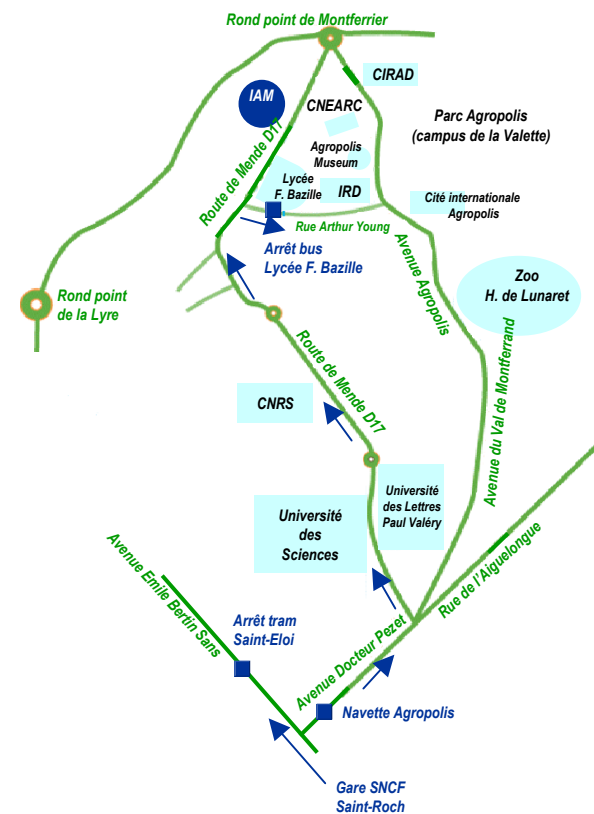 Rond point de Montferrier
CIRAD
IAM
CNEARC
Parc Agropolis
(campus de la Valette)
Agropolis
Museum
Route de Mende D17
Lycée
F. Bazille
IRD
Cité internationale
Agropolis
Rue Arthur Young
Arrêt bus
Lycée F. Bazille
Avenue Agropolis
Zoo
H. de Lunaret
Rond point
de la Lyre
Route de Mende D17
Avenue du Val de Montferrand
CNRS
Université
des Lettres
Paul Valéry
Université
des
Sciences
Rue de l'Aiguelongue
Avenue Emile Bertin Sans
Arrêt tram
Saint-Eloi
Avenue Docteur Pezet
Navette Agropolis
Gare SNCF
Saint-Roch